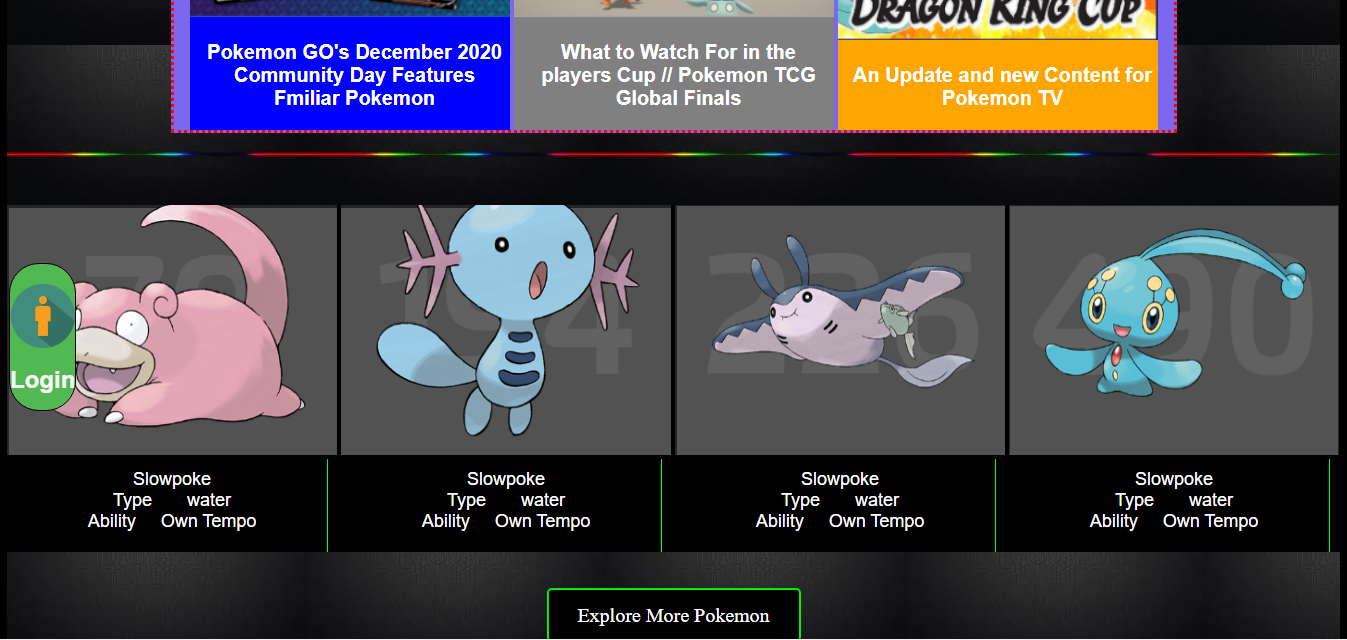 DRAGON KING CUP
Pokemon GO's December 2020
Community Day Features
Fmiliar Pokemon
What to Watch For in the
players Cup // Pokemon TCG
Global Finals
An Update and new Content for
Pokemon TV
79
194
226
490
Login
Slowpoke
Type water
Ability Own Tempo
Slowpoke
Type water
Ability Own Tempo
Slowpoke
Type water
Ability Own Tempo
Slowpoke
Type water
Ability Own Tempo
Explore More Pokemon